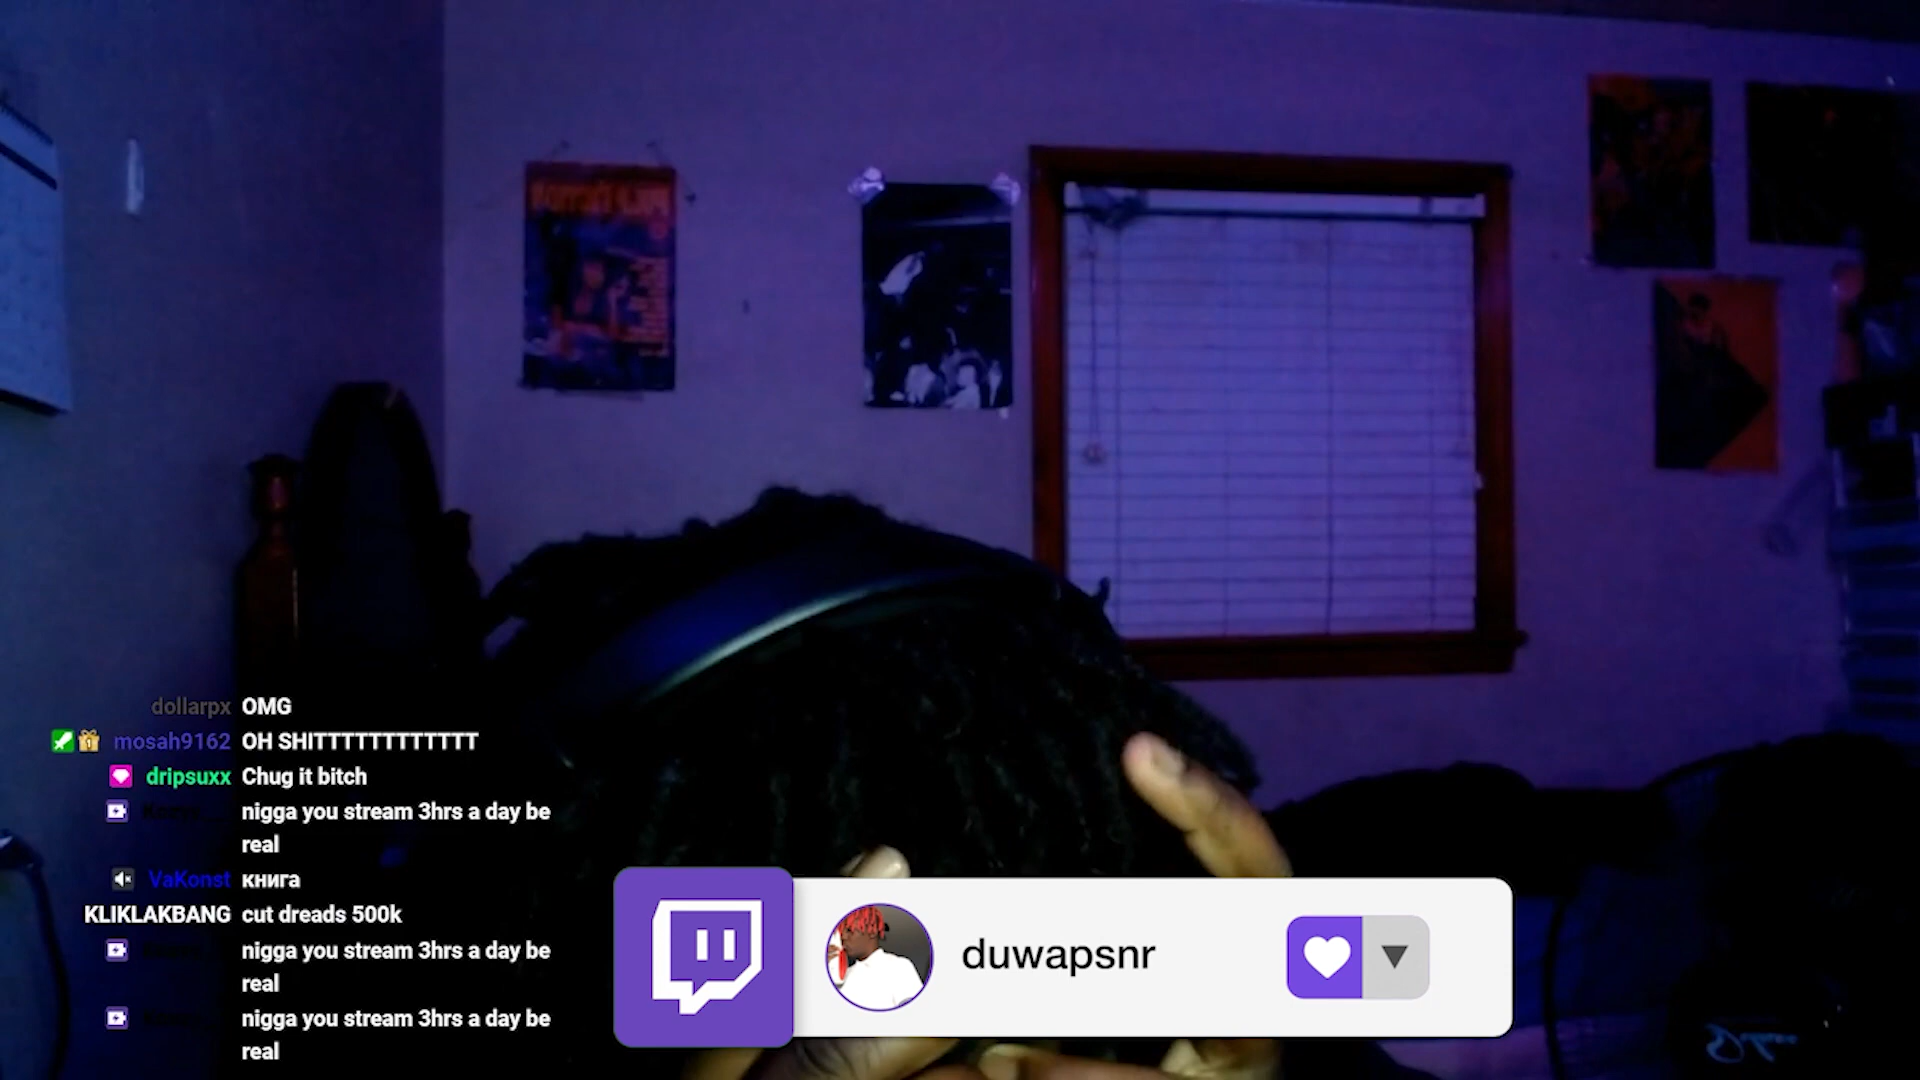 dollarpx OMG
mosah9162 OH SHITTTTTTTTTTTT
dripsuxx Chug it bitch
nigga you stream 3hrs a day be
real
VaKonst книга
KLIKLAKBANG cut dreads 500k
nigga you stream 3hrs a day be
real
nigga you stream 3hrs a day be
real
duwapsnr